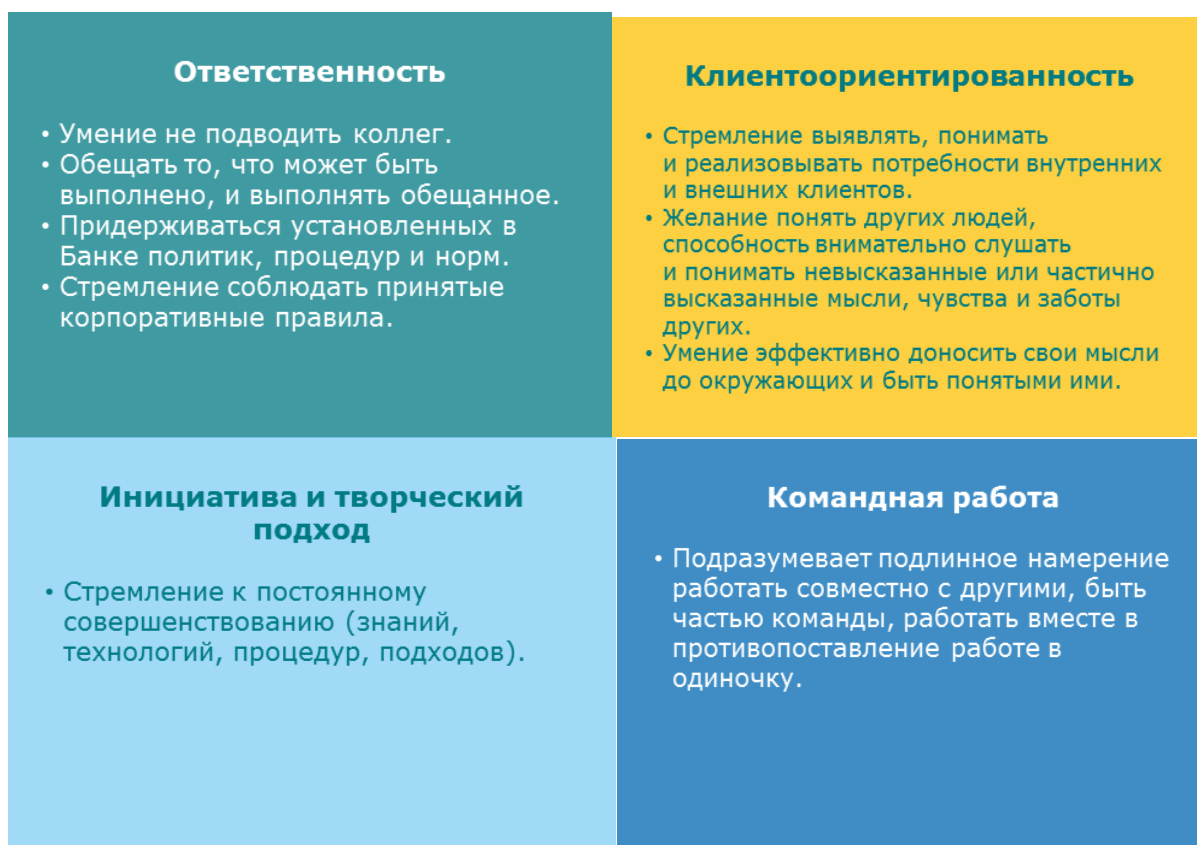 Ответственность
• Умение не подводить коллег.
• Обещать то, что может быть
выполнено, и выполнять обещанное.
• Придерживаться установленных в
Банке политик, процедур и норм.
• Стремление соблюдать принятые
корпоративные правила.
Клиентоориентированность
• Стремление выявлять, понимать
и реализовывать потребности внутренних
и внешних клиентов.
• Желание понять других людей,
способность внимательно слушать
и понимать невысказанные или частично
высказанные мысли, чувства и заботы
других.
• Умение эффективно доносить свои мысли
до окружающих и быть понятыми ими.
Инициатива и творческий
подход
• Стремление к постоянному
совершенствованию (знаний,
технологий, процедур, подходов).
Командная работа
• Подразумевает подлинное намерение
работать совместно с другими, быть
частью команды, работать вместе в
противопоставление работе в
одиночку.